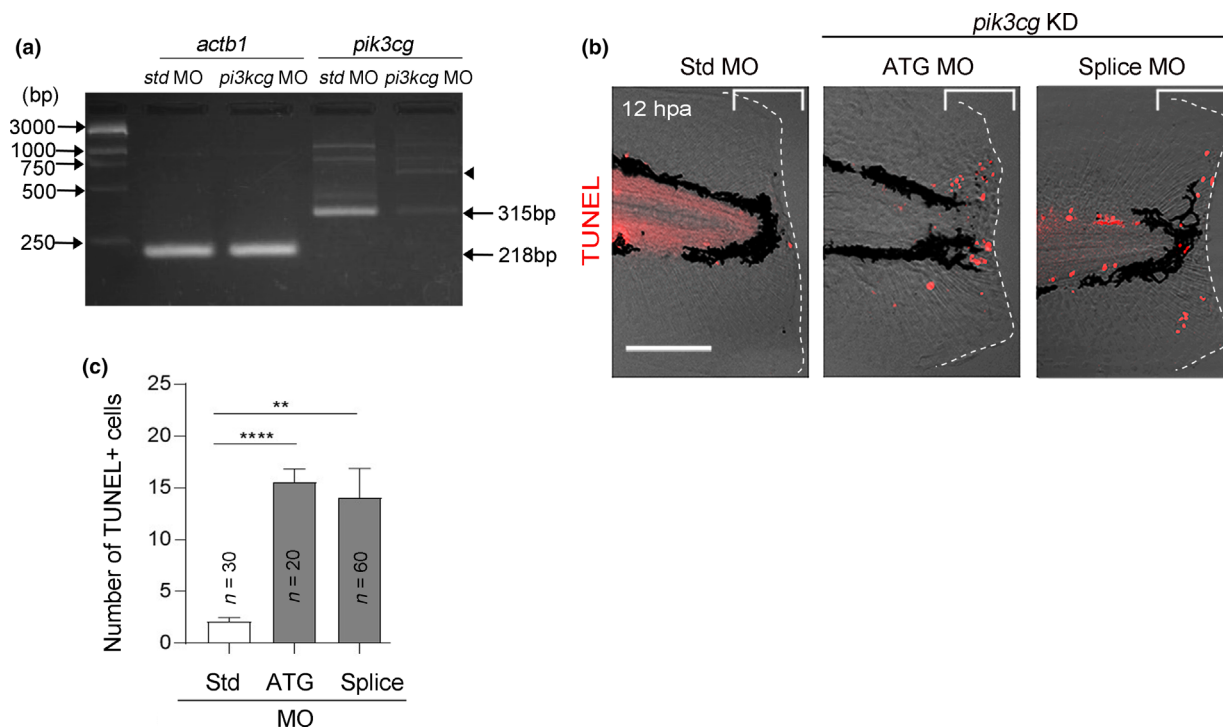 (a)
actb1 pik3cg
std MO pi3kcg MO std MO pi3kcg MO
(bp)
3000
1000
750
500
250
315bp
218bp
(b)
pik3cg KD
Std MO ATG MO Splice MO
12 hpa
TUNEL
(c)
Number of TUNEL+ cells
25
20
15
10
5
0
**
****
n = 30
n = 20
n = 60
Std ATG Splice
MO